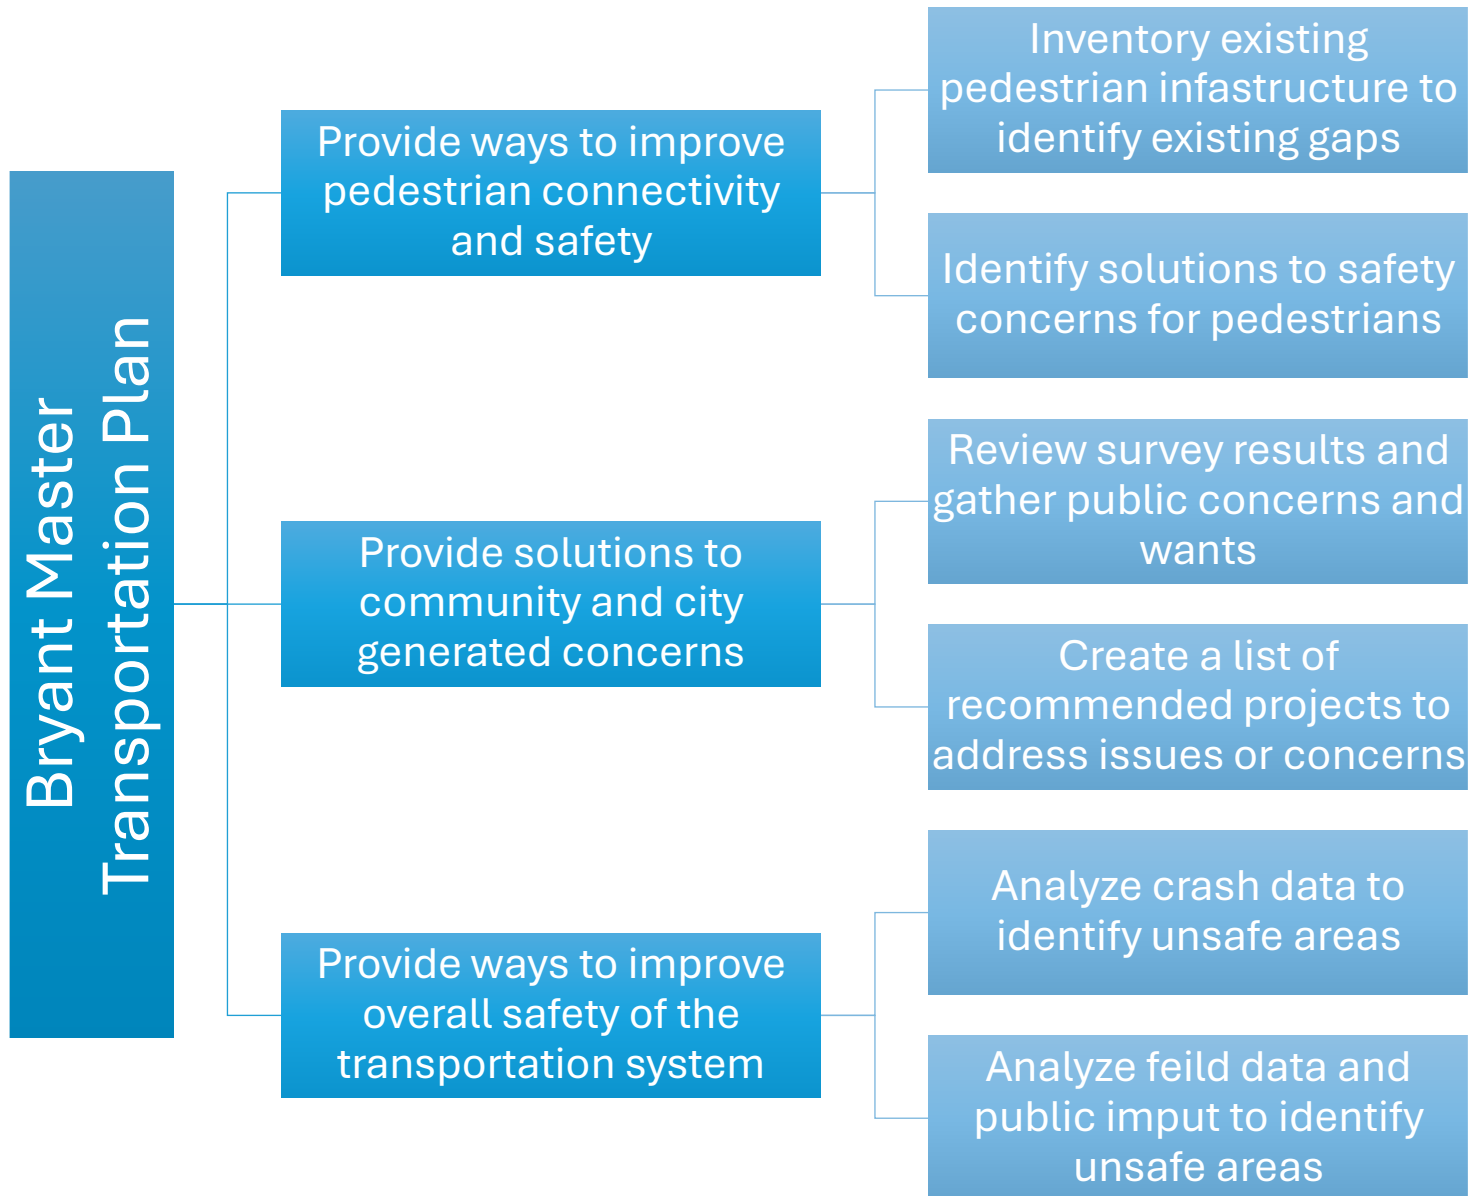 Bryant Master
Transportation Plan
Provide ways to improve
pedestrian connectivity
and safety
Inventory existing
pedestrian infastructure to
identify existing gaps
Identify solutions to safety
concerns for pedestrians
Provide solutions to
community and city
generated concerns
Review survey results and
gather public concerns and
wants
Create a list of
recommended projects to
address issues or concerns
Provide ways to improve
overall safety of the
transportation system
Analyze crash data to
identify unsafe areas
Analyze feild data and
public imput to identify
unsafe areas